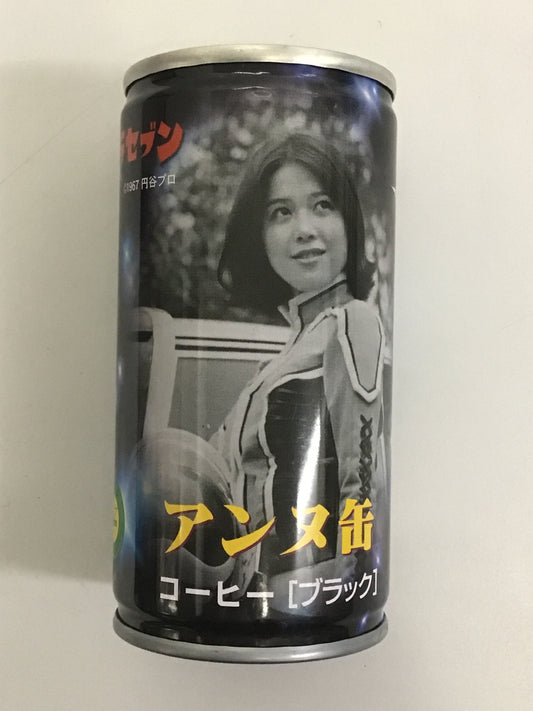 セブン
1967 円谷プロ
アンヌ缶
コーヒー [ブラック]